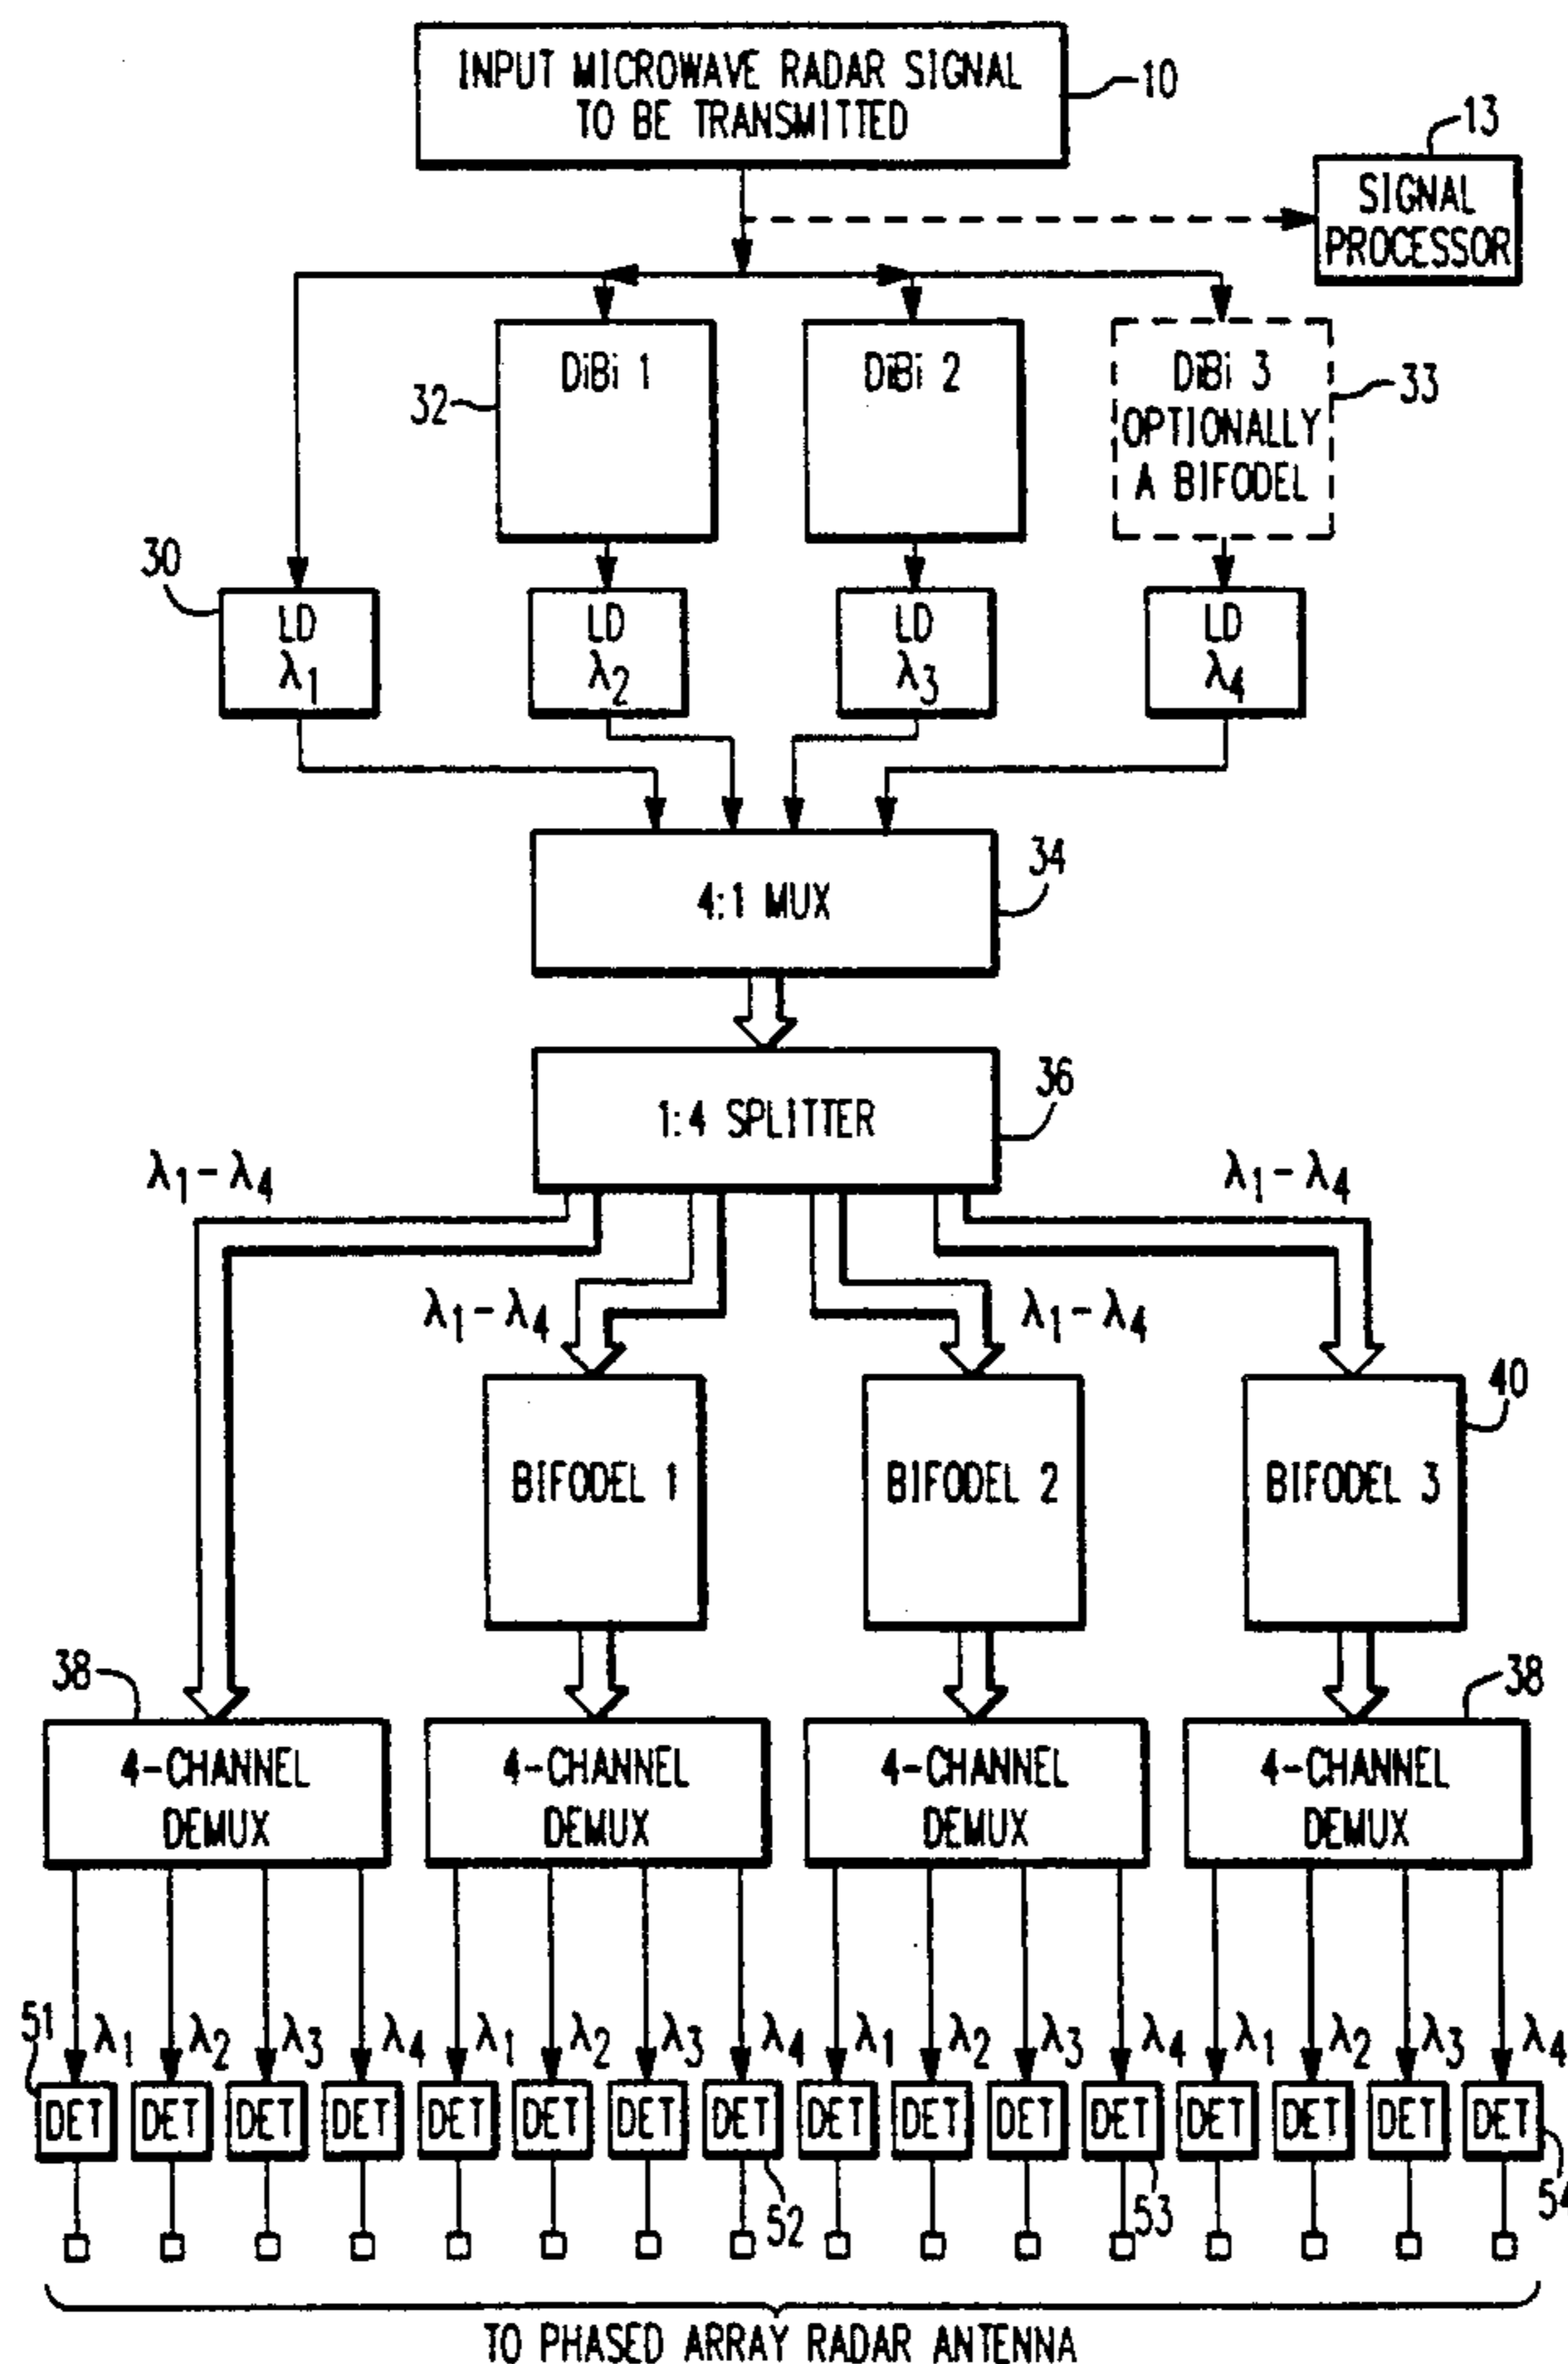 INPUT MICROWAVE RADAR SIGNAL
TO BE TRANSMITTED
10
13
SIGNAL
PROCESSOR
DiBi 1
DiBi 2
DiBi 3
OPTIONALLY
A BIFODEL
32
33
30
LD
λ1
LD
λ2
LD
λ3
LD
λ4
4:1 MUX
34
1:4 SPLITTER
36
λ1-λ4
λ1-λ4
λ1-λ4
λ1-λ4
BIFODEL 1
BIFODEL 2
BIFODEL 3
40
38
38
4-CHANNEL
DEMUX
4-CHANNEL
DEMUX
4-CHANNEL
DEMUX
4-CHANNEL
DEMUX
51
λ1 λ2 λ3 λ4 λ1 λ2 λ3 λ4 λ1 λ2 λ3 λ4 λ1 λ2 λ3 λ4
DET DET DET DET DET DET DET DET DET DET DET DET DET DET DET DET
52
53
54
TO PHASED ARRAY RADAR ANTENNA